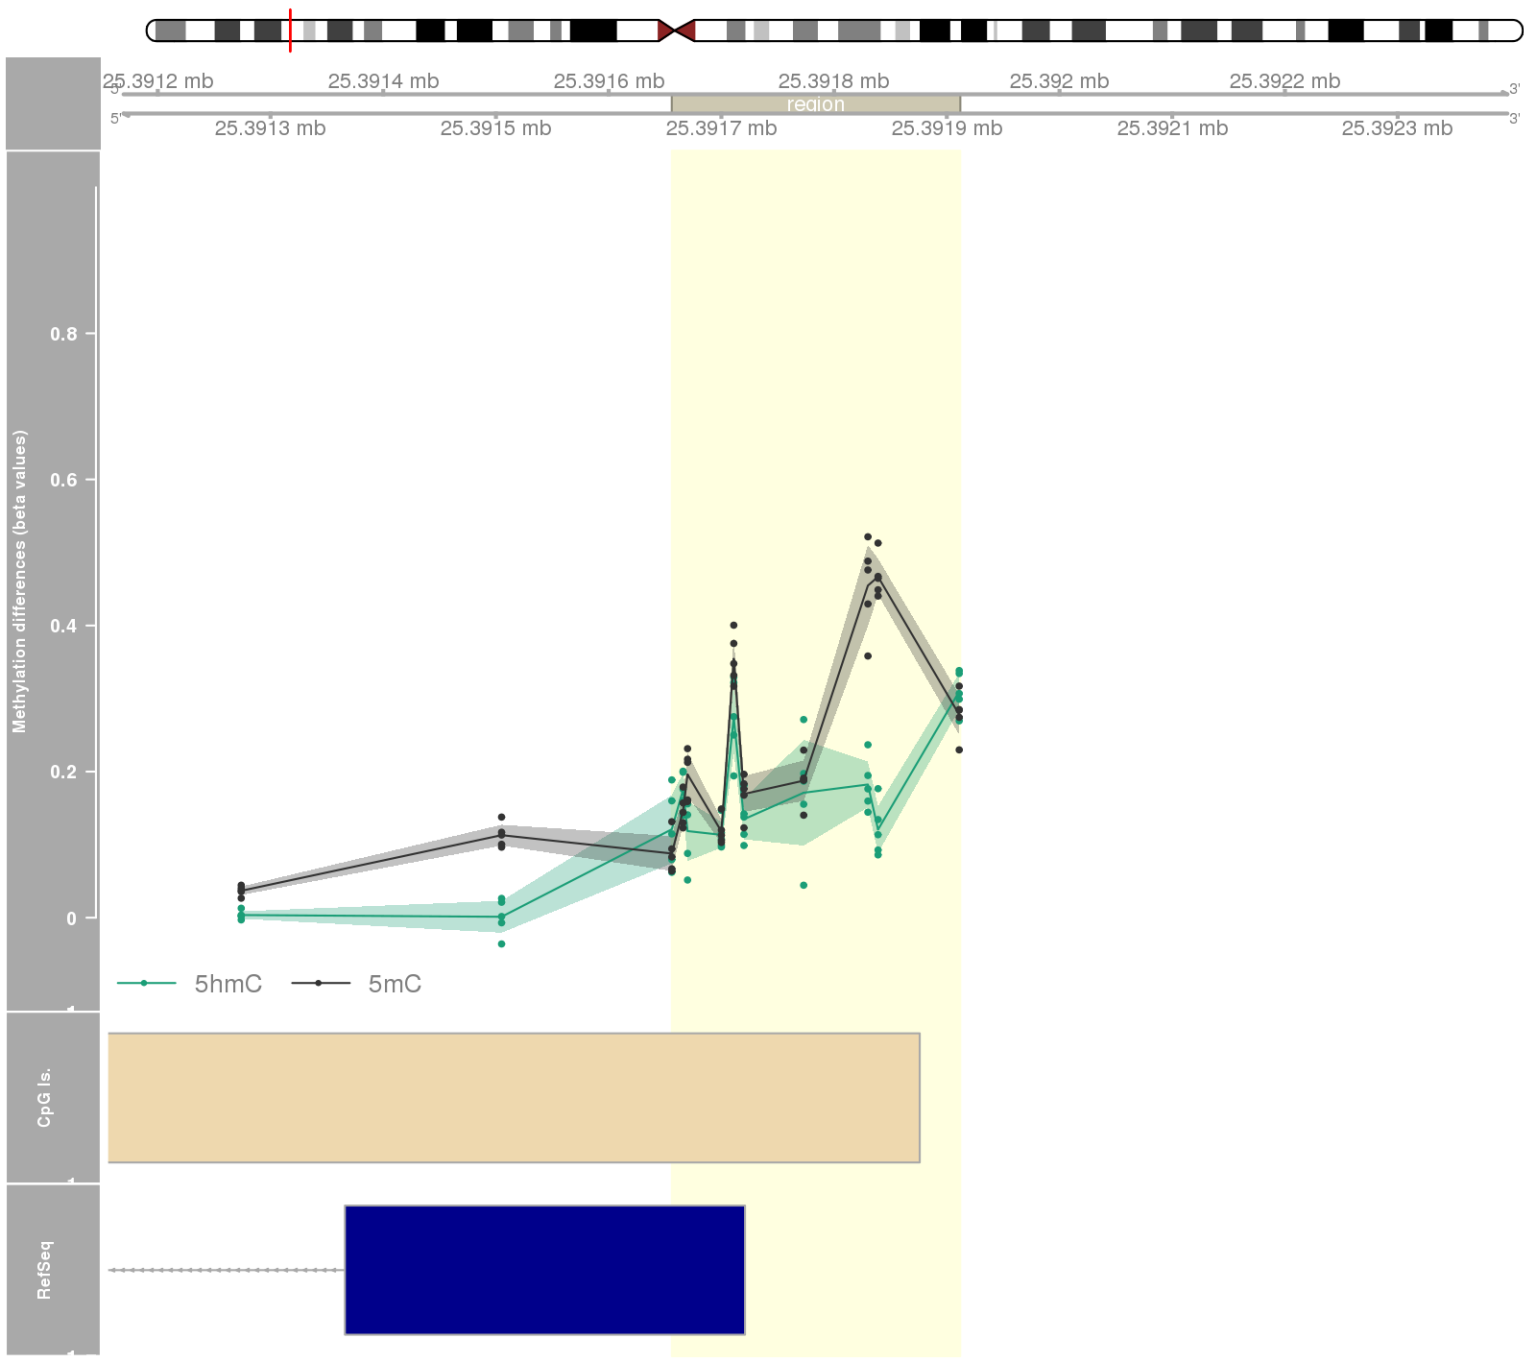 25.3912 mb 25.3914 mb 25.3916 mb 25.3918 mb 25.392 mb 25.3922 mb
5' 3'
region
5' 3'
25.3913 mb 25.3915 mb 25.3917 mb 25.3919 mb 25.3921 mb 25.3923 mb
Methylation differences (beta values)
0.8
0.6
0.4
0.2
0
5hmC 5mC
CpG Is.
RefSeq